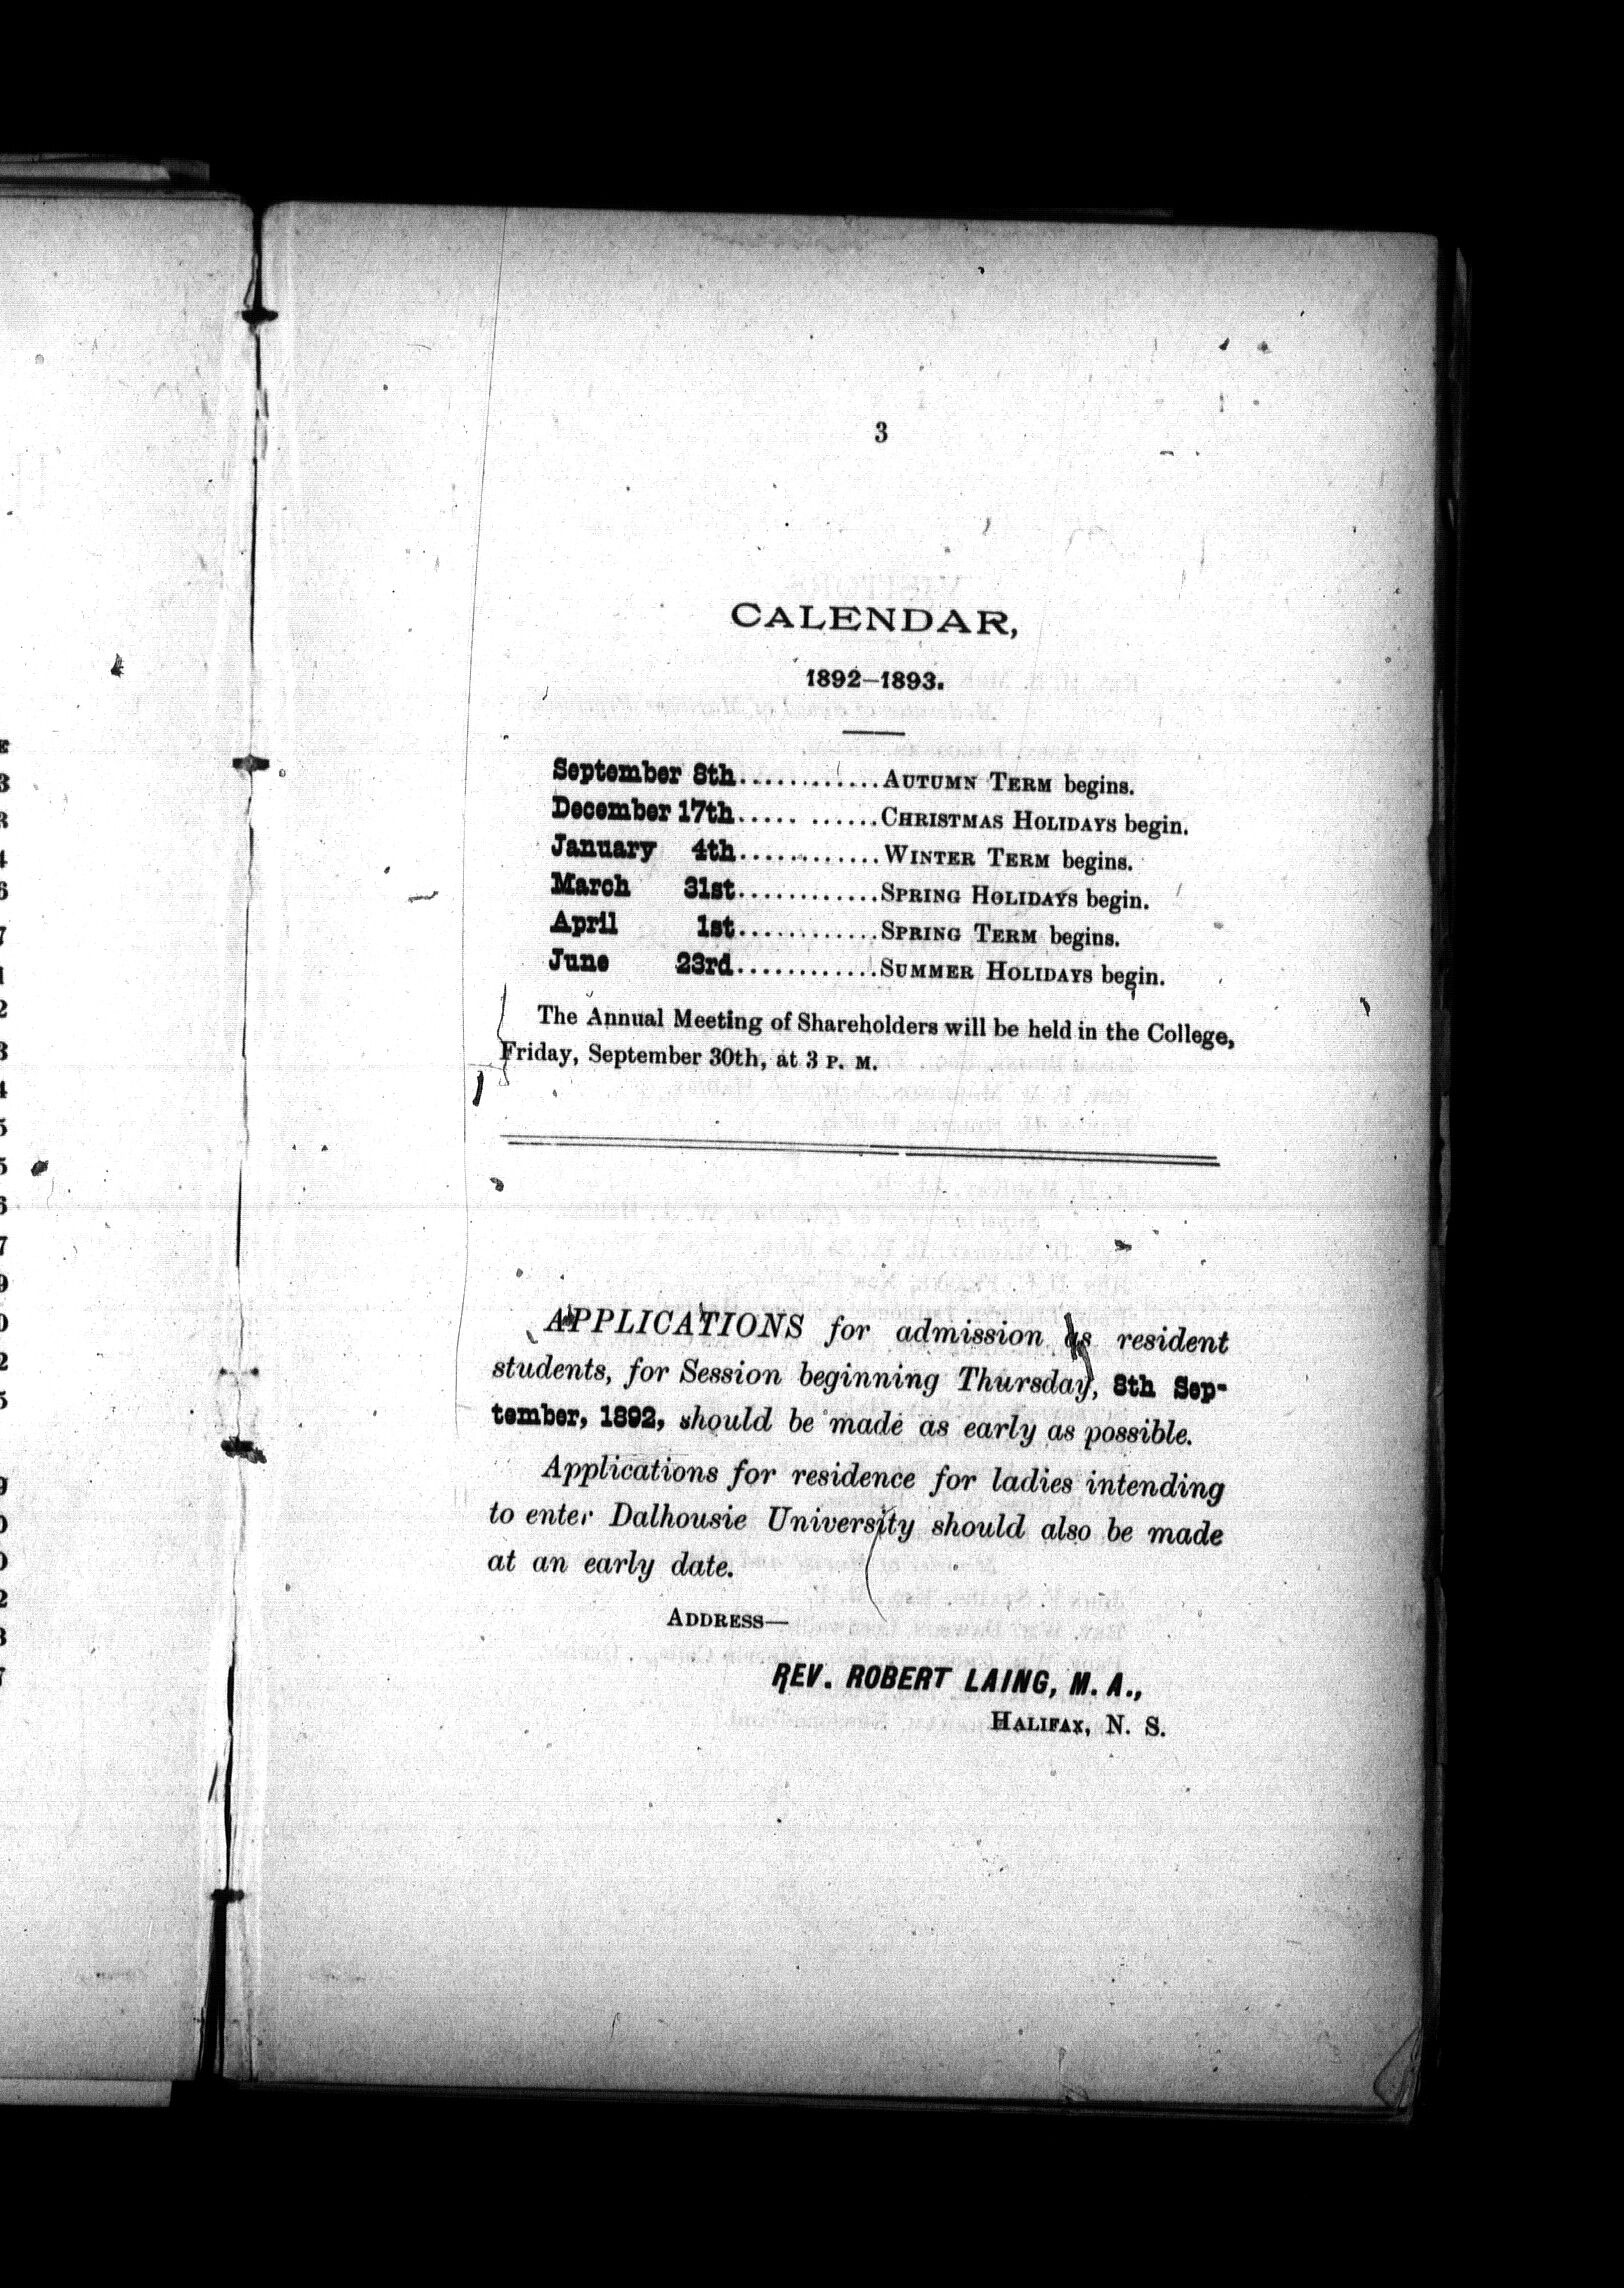 3
CALENDAR,
1892–1893.
September 8th............AUTUMN TERM begins.
December 17th..... ......CHRISTMAS HOLIDAYS begin.
January 4th............WINTER TERM begins.
March 31st............SPRING HOLIDAYS begin.
April 1st............SPRING TERM begins.
June 23rd............SUMMER HOLIDAYS begin.
The Annual Meeting of Shareholders will be held in the College,
Friday, September 30th, at 3 P. M.
APPLICATIONS for admission as resident
students, for Session beginning Thursday, 8th Sep-
tember, 1892, should be made as early as possible.
Applications for residence for ladies intending
to enter Dalhousie University should also be made
at an early date.
ADDRESS—
REV. ROBERT LAING, M. A.,
HALIFAX, N. S.